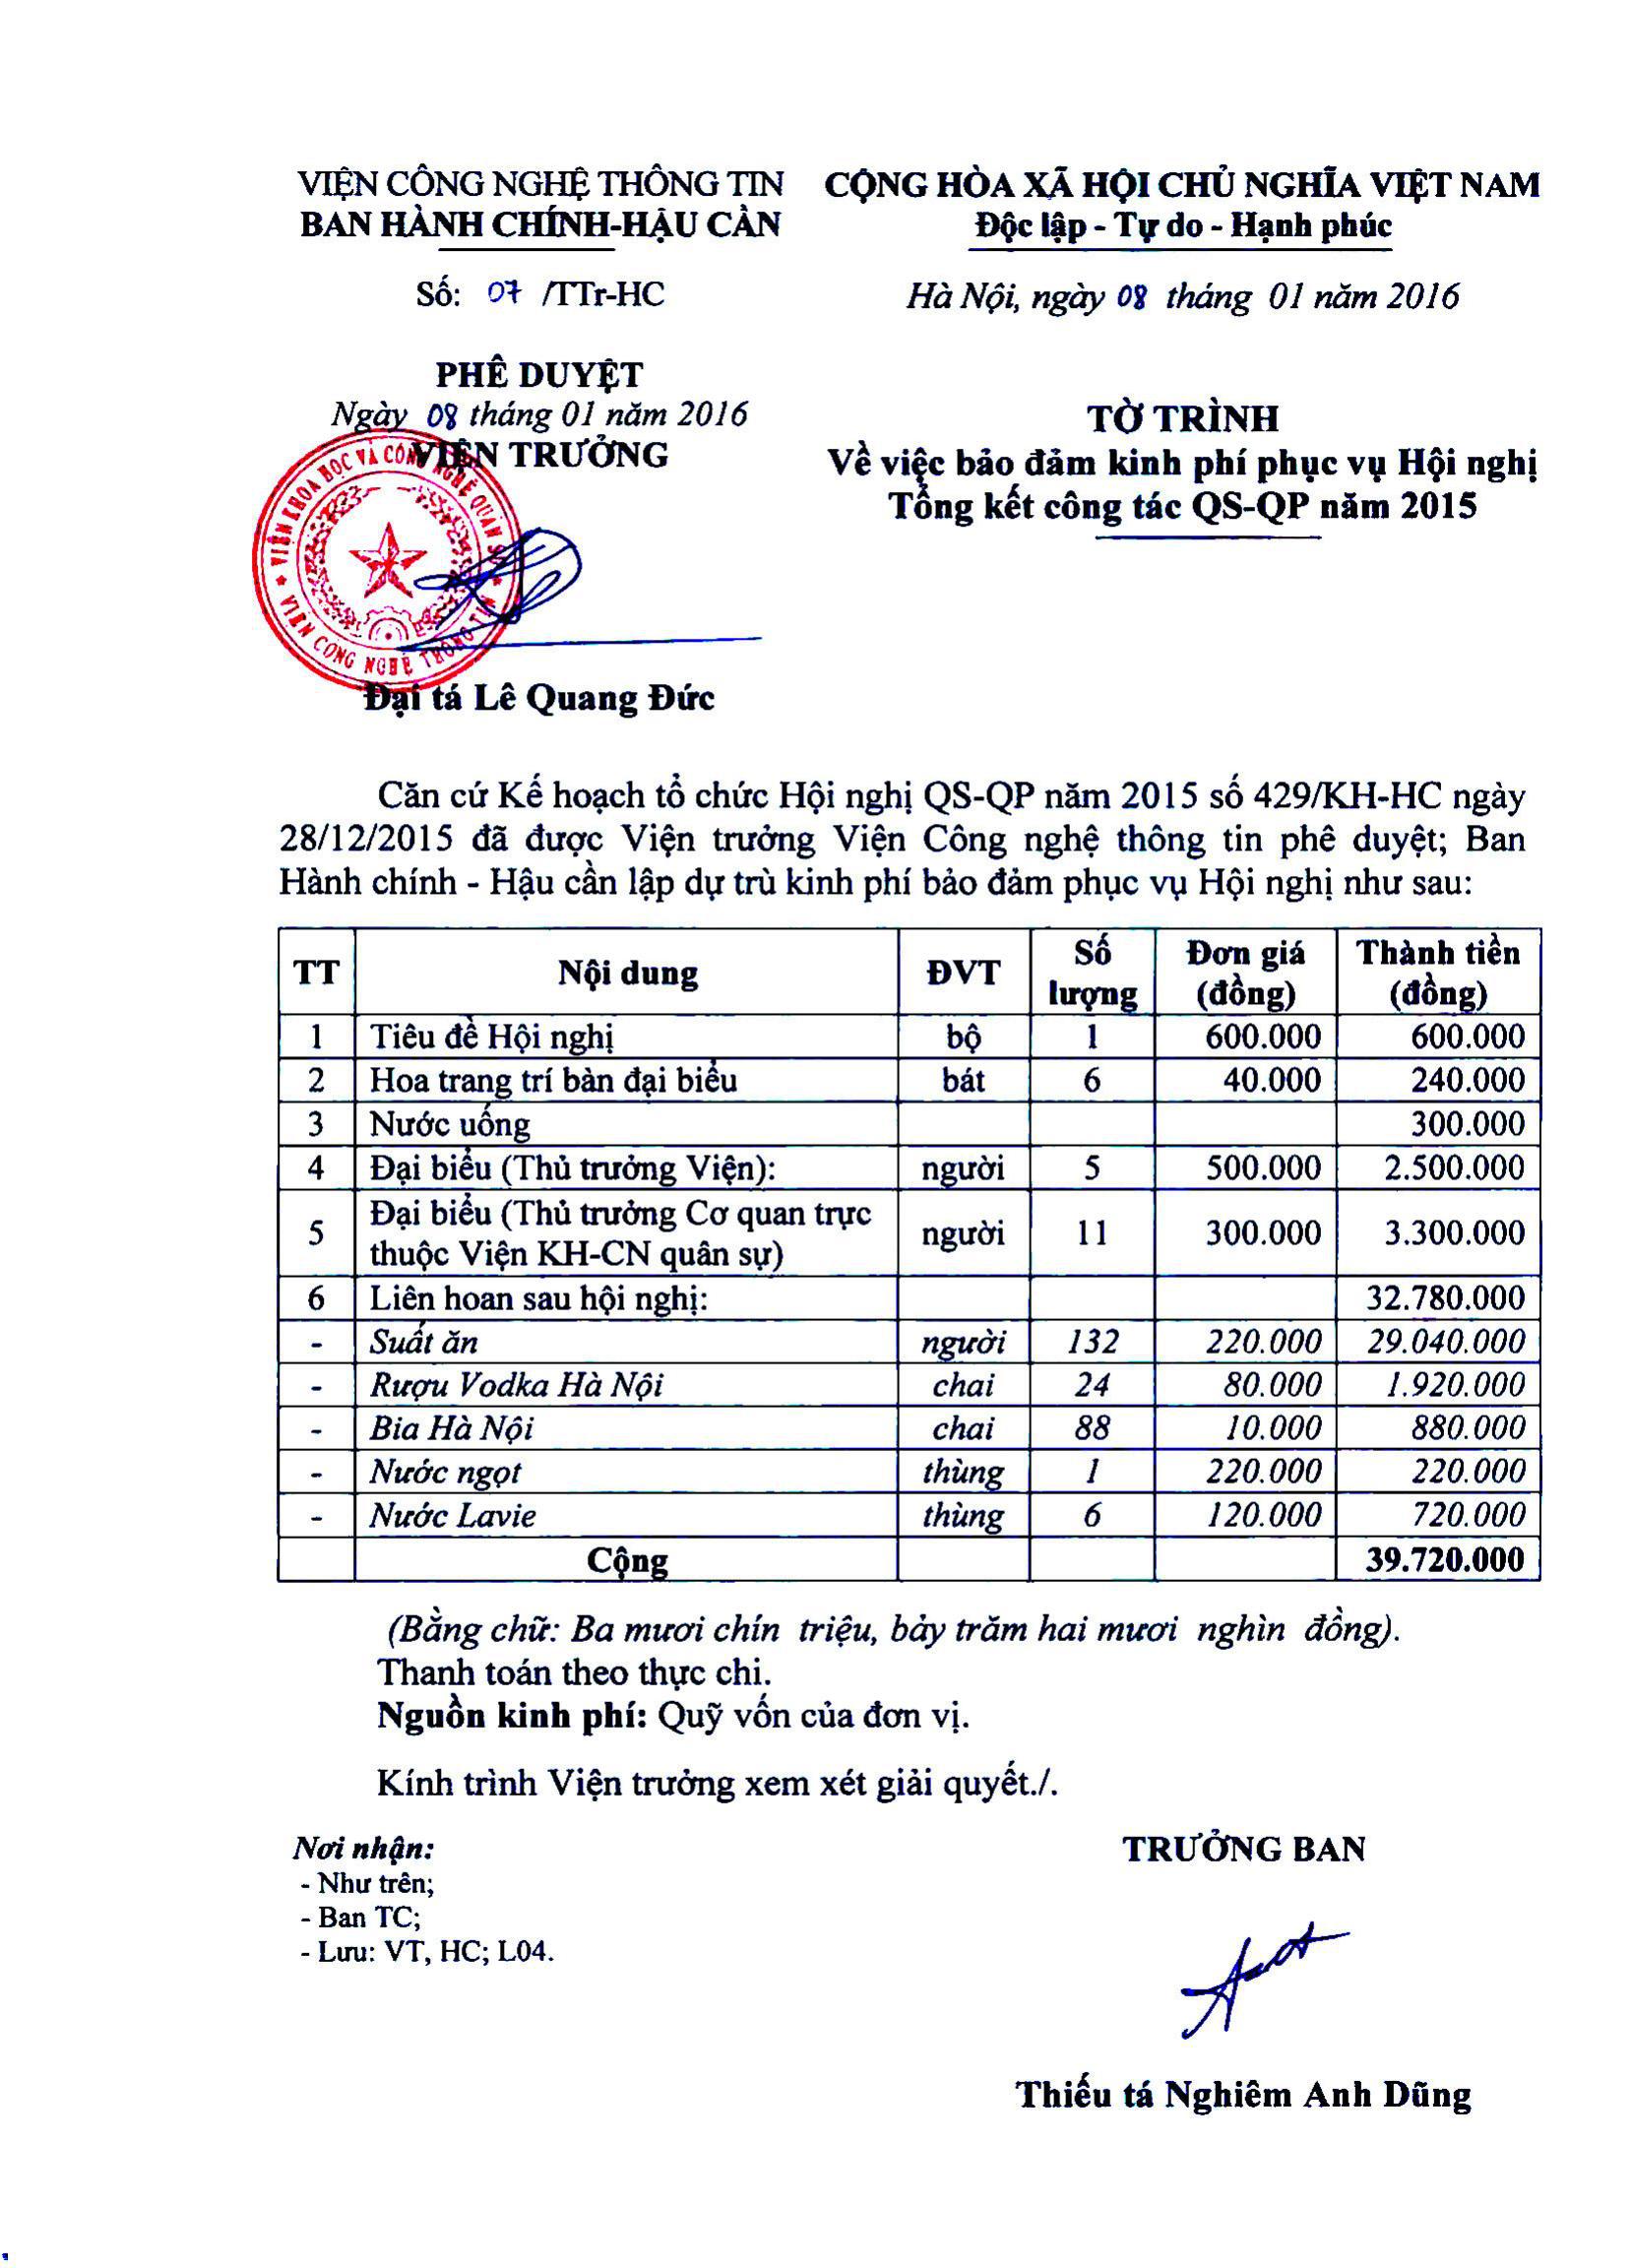 VIỆN CÔNG NGHỆ THÔNG TIN
BAN HÀNH CHÍNH-HẬU CẦN
CỘNG HÒA XÃ HỘI CHỦ NGHĨA VIỆT NAM
Độc lập - Tự do - Hạnh phúc
Số: 07 /TTr-HC
Hà Nội, ngày 08 tháng 01 năm 2016
PHÊ DUYỆT
Ngày 08 tháng 01 năm 2016
VIỆN TRƯỞNG
VIỆN KHOA HỌC VÀ CÔNG NGHỆ QUÂN SỰ
VIỆN CÔNG NGHỆ THÔNG TIN
Đại tá Lê Quang Đức
TỜ TRÌNH
Về việc bảo đảm kinh phí phục vụ Hội nghị
Tổng kết công tác QS-QP năm 2015
Căn cứ Kế hoạch tổ chức Hội nghị QS-QP năm 2015 số 429/KH-HC ngày
28/12/2015 đã được Viện trưởng Viện Công nghệ thông tin phê duyệt; Ban
Hành chính - Hậu cần lập dự trù kinh phí bảo đảm phục vụ Hội nghị như sau:
TT Nội dung ĐVT Số lượng Đơn giá (đồng) Thành tiền (đồng)
1 Tiêu đề Hội nghị bộ 1 600.000 600.000
2 Hoa trang trí bàn đại biểu bát 6 40.000 240.000
3 Nước uống 300.000
4 Đại biểu (Thủ trưởng Viện): người 5 500.000 2.500.000
5 Đại biểu (Thủ trưởng Cơ quan trực thuộc Viện KH-CN quân sự) người 11 300.000 3.300.000
6 Liên hoan sau hội nghị: 32.780.000
- Suất ăn người 132 220.000 29.040.000
- Rượu Vodka Hà Nội chai 24 80.000 1.920.000
- Bia Hà Nội chai 88 10.000 880.000
- Nước ngọt thùng 1 220.000 220.000
- Nước Lavie thùng 6 120.000 720.000
Cộng 39.720.000
(Bằng chữ: Ba mươi chín triệu, bảy trăm hai mươi nghìn đồng).
Thanh toán theo thực chi.
Nguồn kinh phí: Quỹ vốn của đơn vị.
Kính trình Viện trưởng xem xét giải quyết./.
Nơi nhận:
- Như trên;
- Ban TC;
- Lưu: VT, HC; L04.
TRƯỞNG BAN
Thiếu tá Nghiêm Anh Dũng